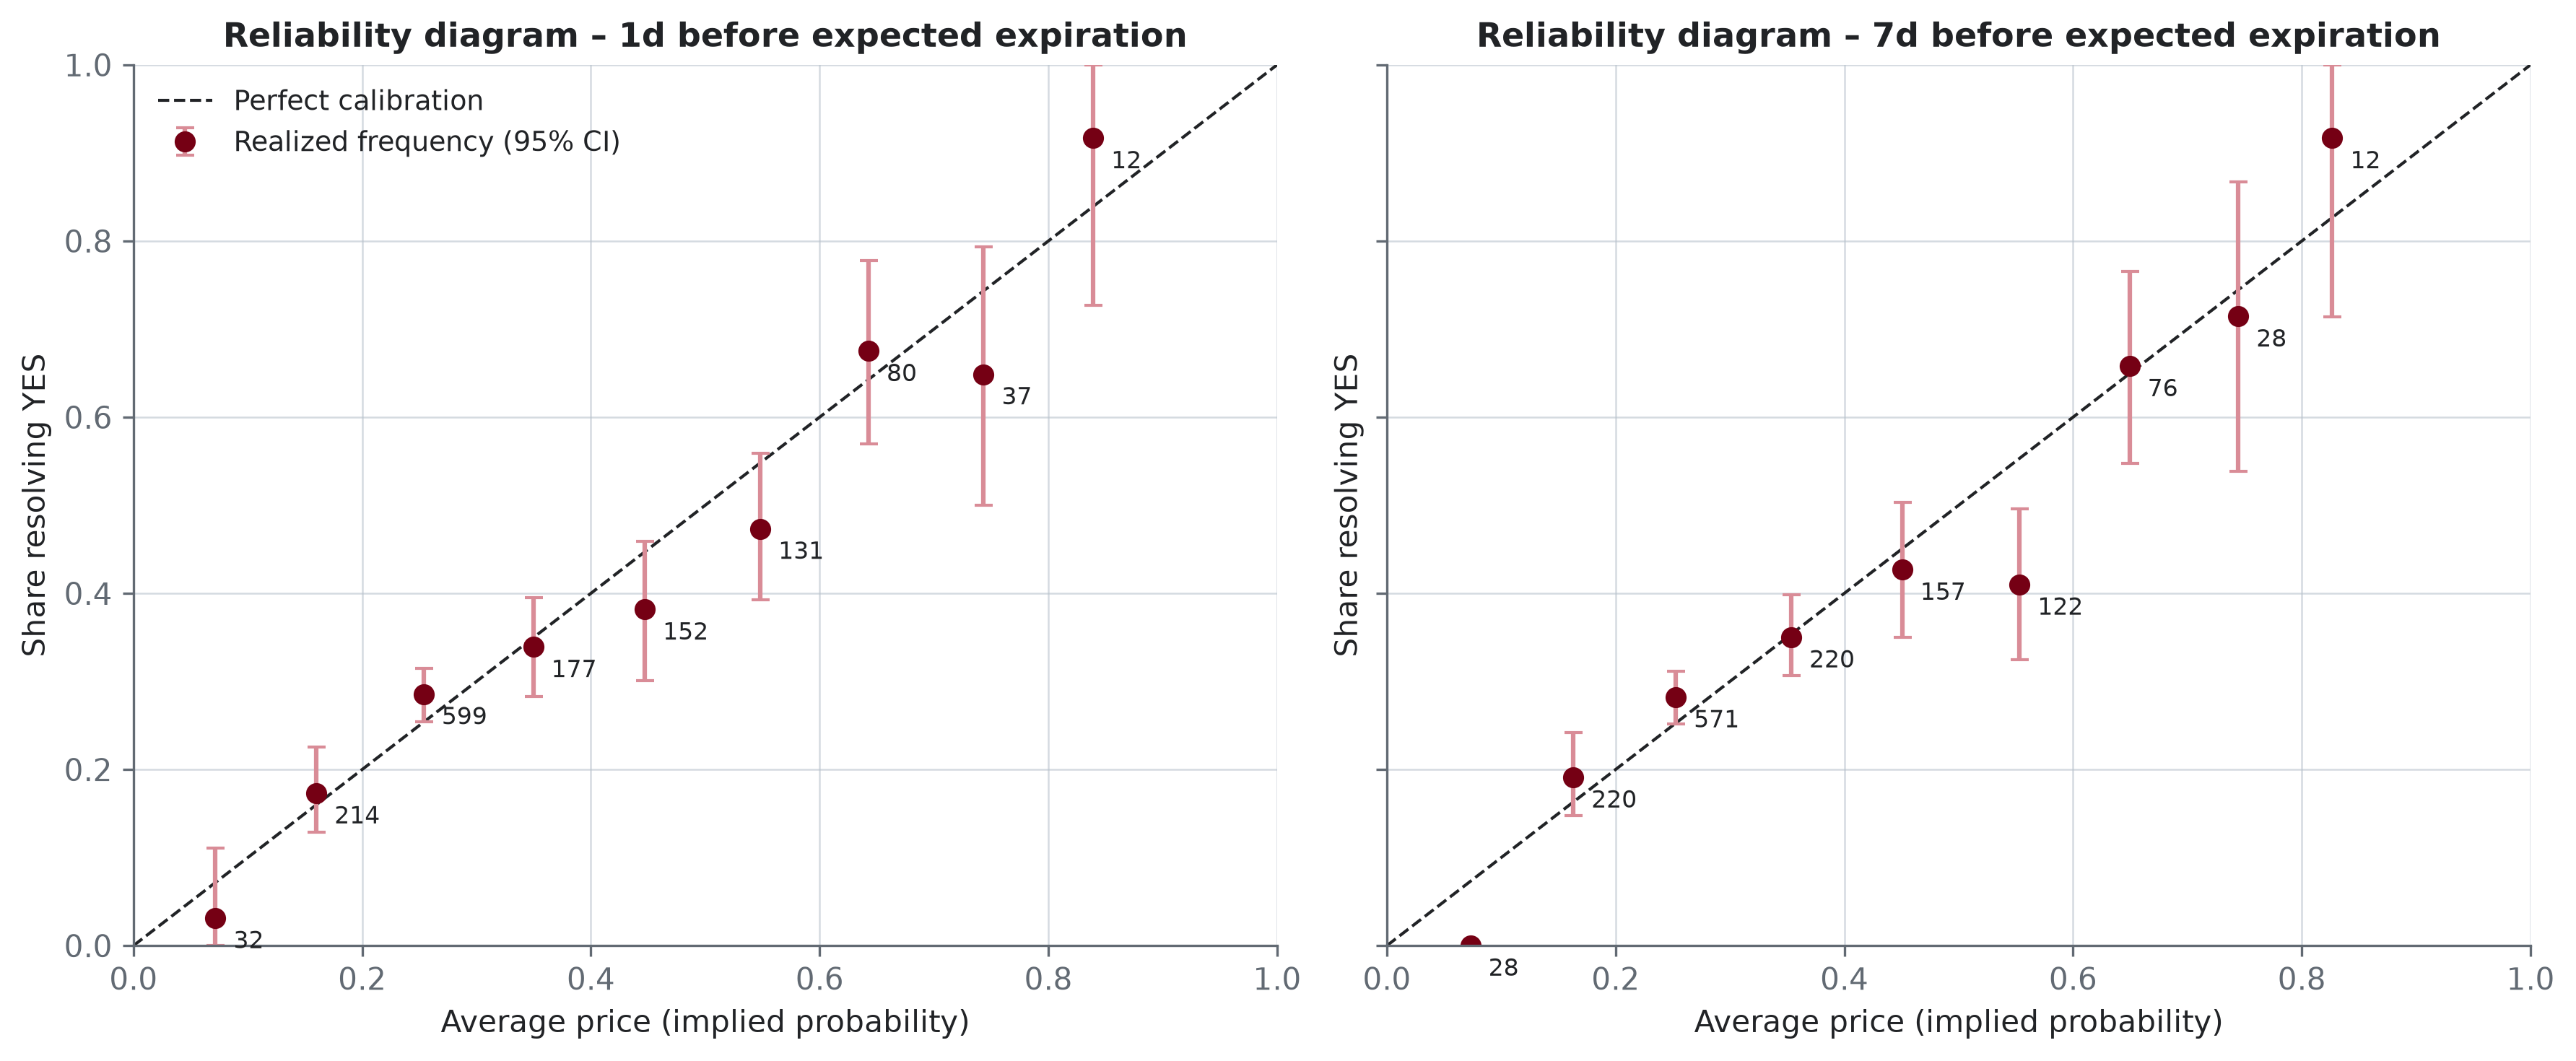 Reliability diagram – 1d before expected expiration
Perfect calibration
Realized frequency (95% CI)
Share resolving YES
1.0
0.8
0.6
0.4
0.2
0.0
12
80
37
131
152
177
599
214
32
0.0 0.2 0.4 0.6 0.8 1.0
Average price (implied probability)
Reliability diagram – 7d before expected expiration
Share resolving YES
12
28
76
157
122
220
571
220
28
0.0 0.2 0.4 0.6 0.8 1.0
Average price (implied probability)